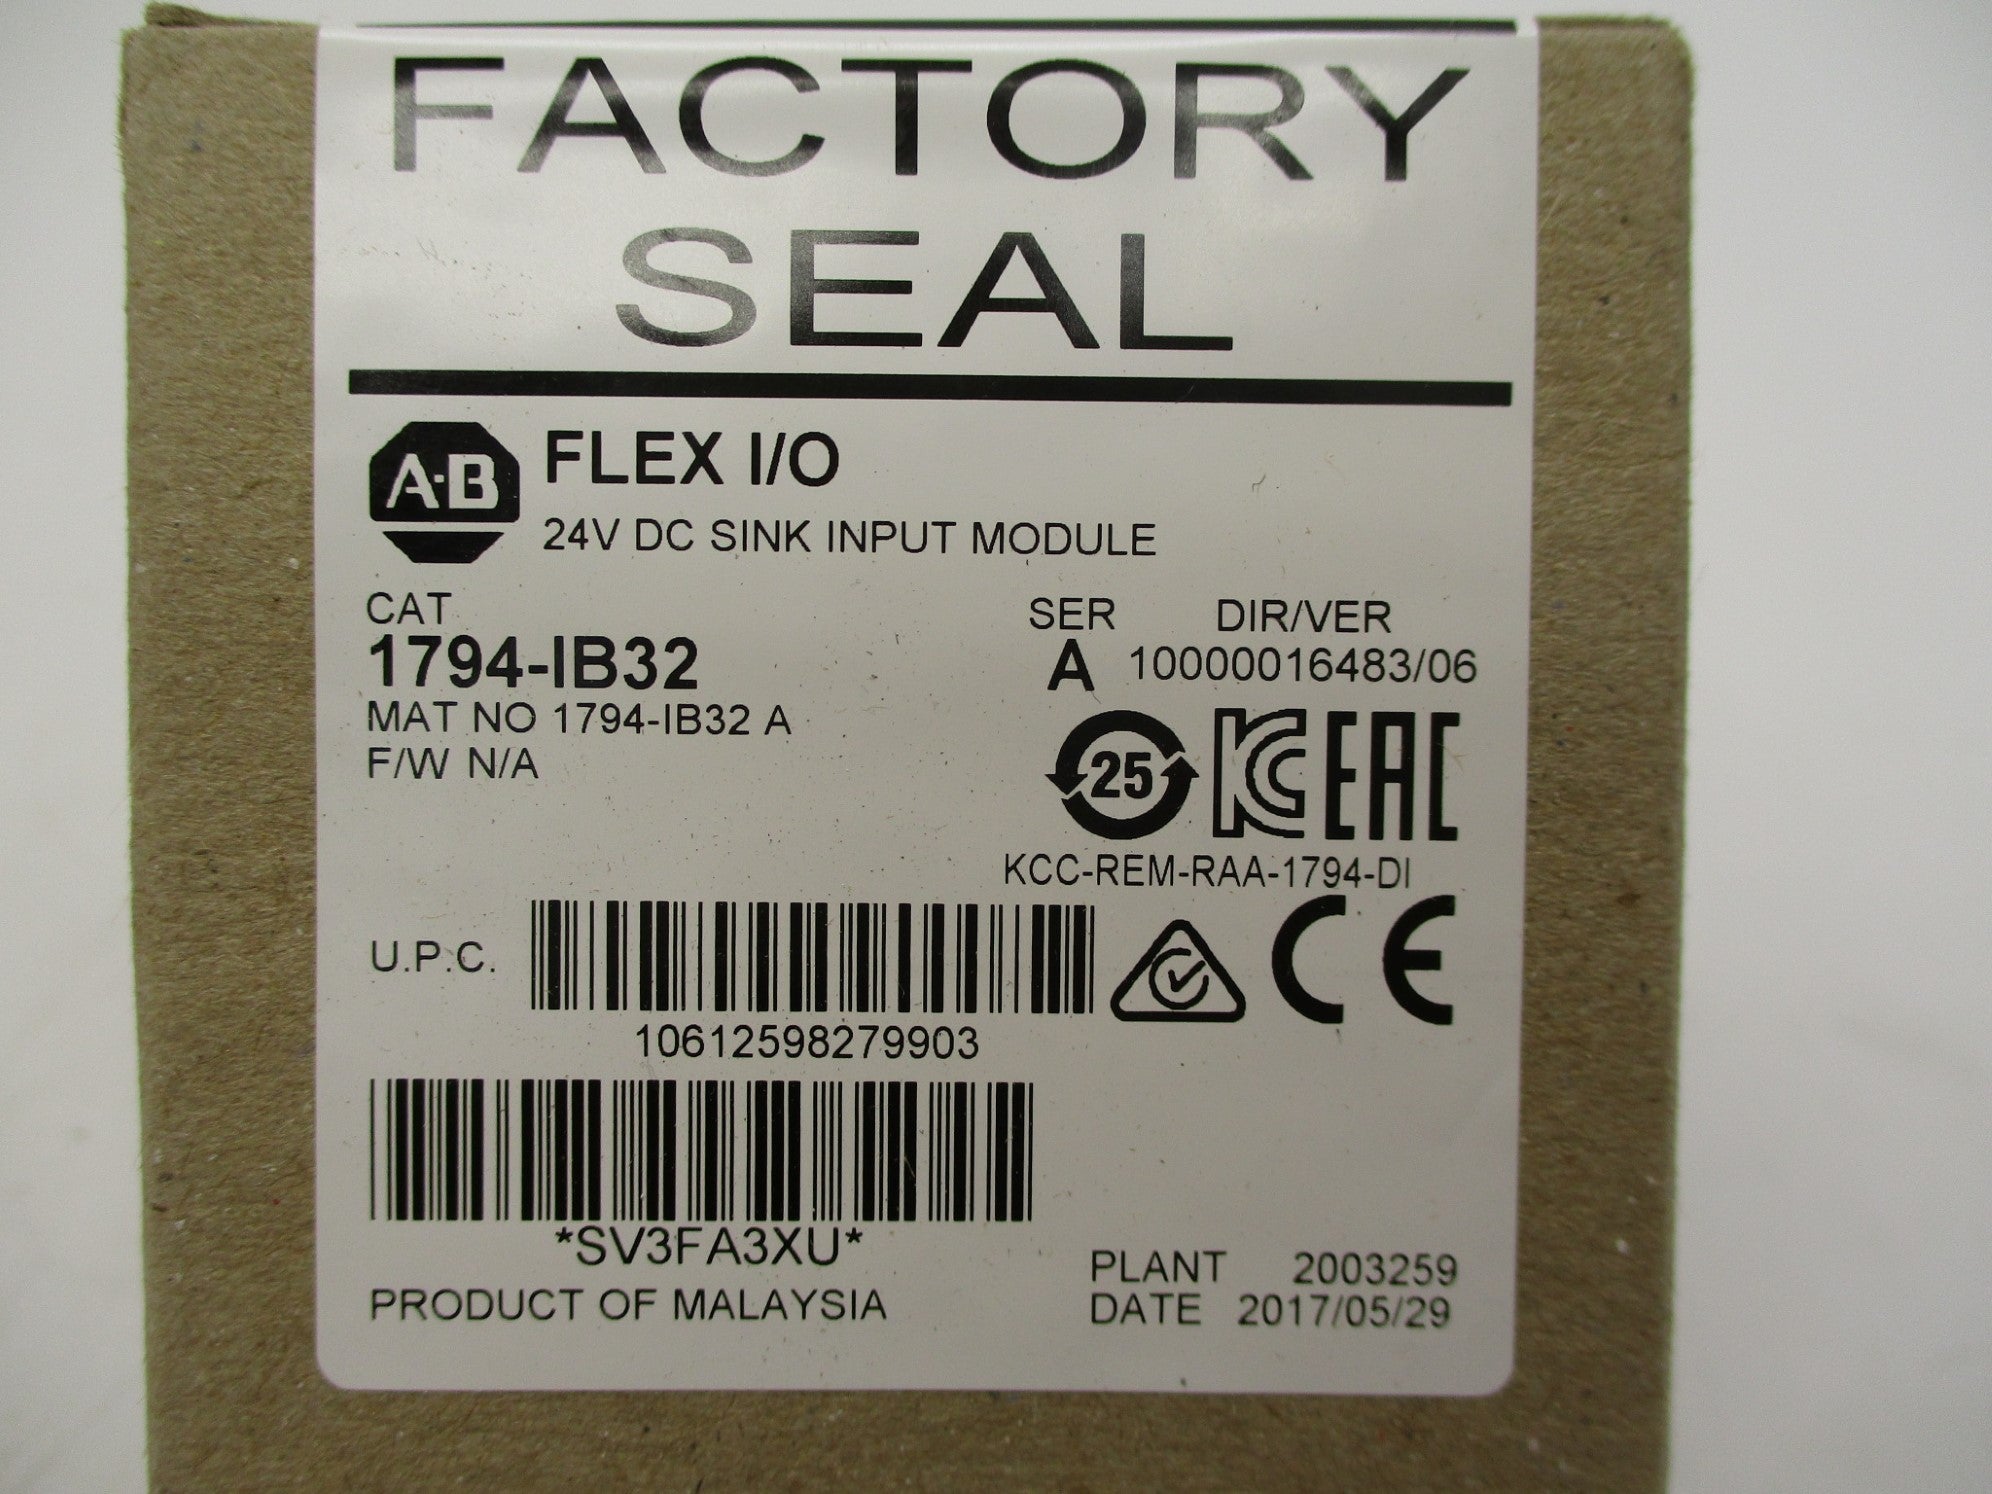 FACTORY
SEAL
A·B FLEX I/O
24V DC SINK INPUT MODULE
CAT SER DIR/VER
1794-IB32 A 10000016483/06
MAT NO 1794-IB32 A
F/W N/A
25 KC EAC
KCC-REM-RAA-1794-DI
U.P.C. CE
10612598279903
*SV3FA3XU*
PRODUCT OF MALAYSIA
PLANT 2003259
DATE 2017/05/29